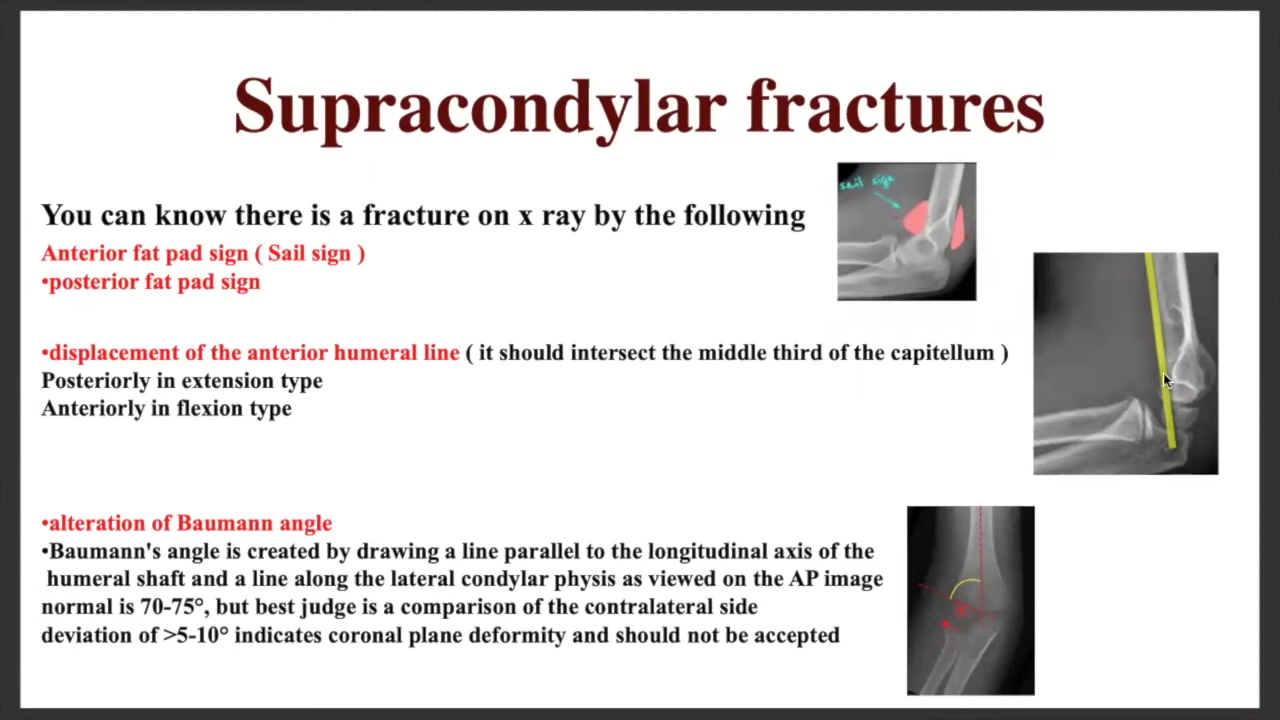 Supracondylar fractures
sail sign
You can know there is a fracture on x ray by the following
Anterior fat pad sign ( Sail sign )
•posterior fat pad sign
•displacement of the anterior humeral line ( it should intersect the middle third of the capitellum )
Posteriorly in extension type
Anteriorly in flexion type
•alteration of Baumann angle
•Baumann's angle is created by drawing a line parallel to the longitudinal axis of the
humeral shaft and a line along the lateral condylar physis as viewed on the AP image
normal is 70-75°, but best judge is a comparison of the contralateral side
deviation of >5-10° indicates coronal plane deformity and should not be accepted